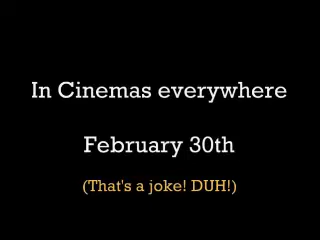 In Cinemas everywhere
February 30th
(That's a joke! DUH!)